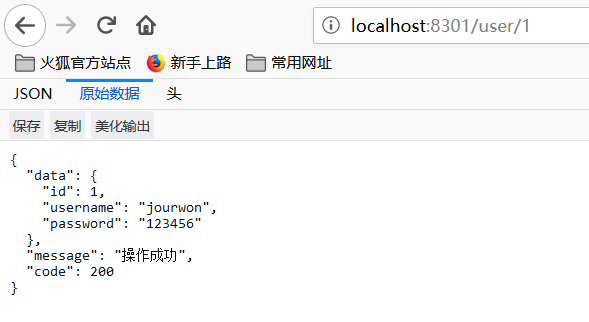 localhost:8301/user/1
火狐官方站点 新手上路 常用网址
JSON 原始数据 头
保存 复制 美化输出
{
  "data": {
    "id": 1,
    "username": "jourwon",
    "password": "123456"
  },
  "message": "操作成功",
  "code": 200
}